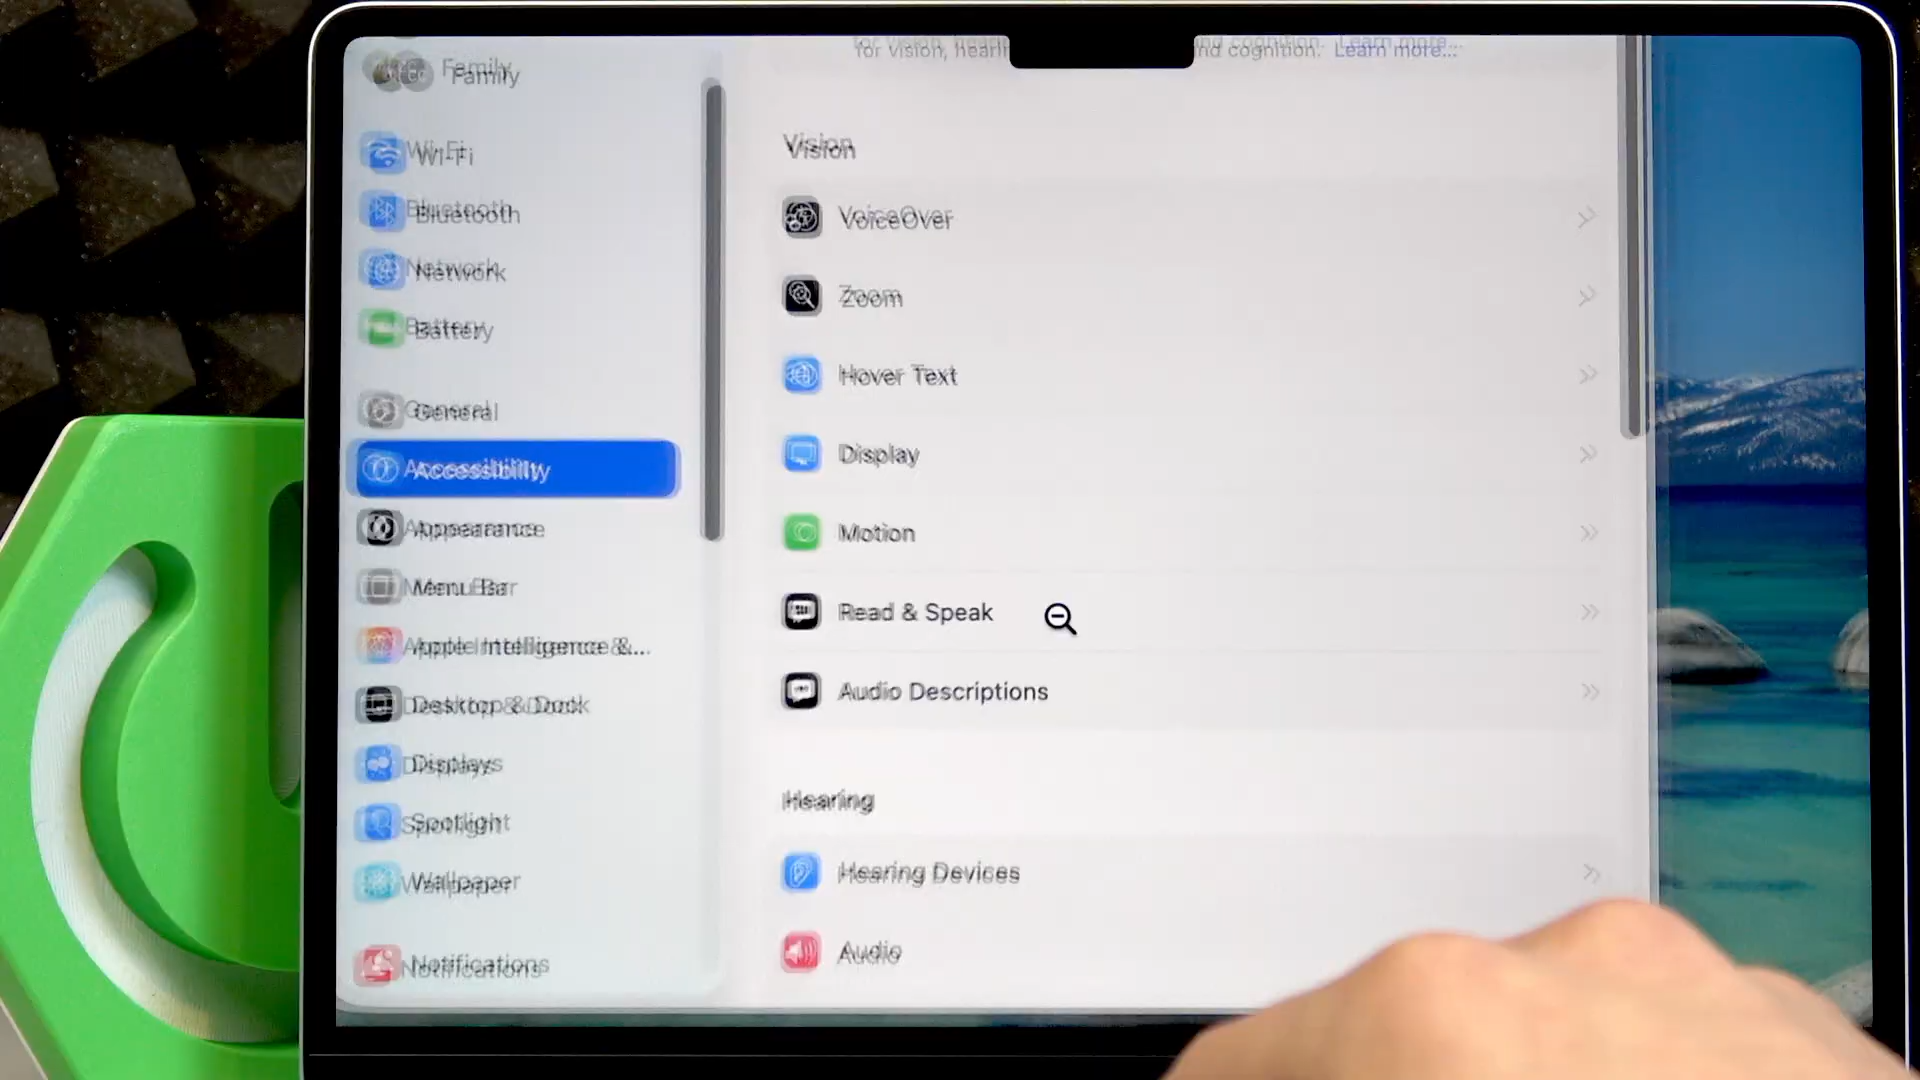 Family
Wi-Fi
Bluetooth
Network
Battery
General
Accessibility
Appearance
Menu Bar
Apple Intelligence &...
Desktop & Dock
Displays
Spotlight
Wallpaper
Notifications
for vision, heari
nd cognition. Learn more...
Vision
VoiceOver
Zoom
Hover Text
Display
Motion
Read & Speak
Audio Descriptions
Hearing
Hearing Devices
Audio